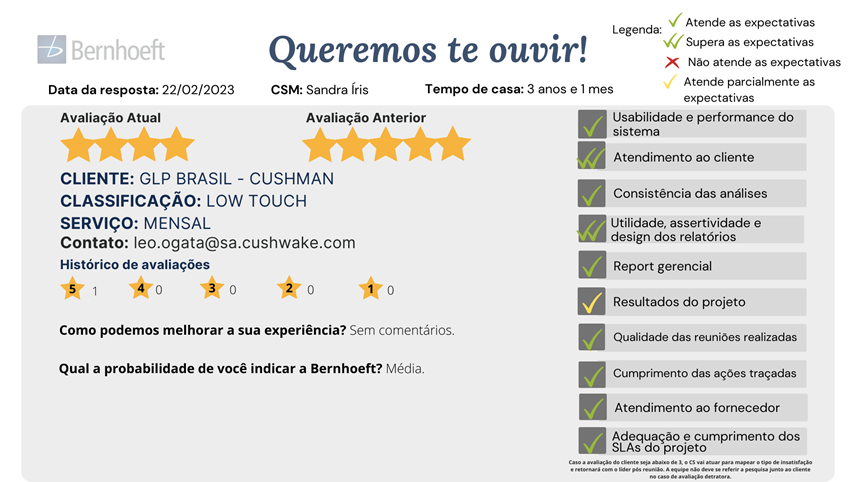 Bernhoeft
Queremos te ouvir!
Legenda:
Atende as expectativas
Supera as expectativas
Não atende as expectativas
Atende parcialmente as
expectativas
Data da resposta: 22/02/2023
CSM: Sandra Íris
Tempo de casa: 3 anos e 1 mes
Avaliação Atual
Avaliação Anterior
CLIENTE: GLP BRASIL - CUSHMAN
CLASSIFICAÇÃO: LOW TOUCH
SERVIÇO: MENSAL
Contato: leo.ogata@sa.cushwake.com
Histórico de avaliações
5 1 4 0 3 0 2 0 1 0
Como podemos melhorar a sua experiência? Sem comentários.
Qual a probabilidade de você indicar a Bernhoeft? Média.
Usabilidade e performance do
sistema
Atendimento ao cliente
Consistência das análises
Utilidade, assertividade e
design dos relatórios
Report gerencial
Resultados do projeto
Qualidade das reuniões realizadas
Cumprimento das ações traçadas
Atendimento ao fornecedor
Adequação e cumprimento dos
SLAs do projeto
Caso a avaliação do cliente seja abaixo de 3, o CS vai atuar para mapear o tipo de insatisfação
e retornará com o líder pós reunião. A equipe não deve se referir a pesquisa junto ao cliente
no caso de avaliação detratora.